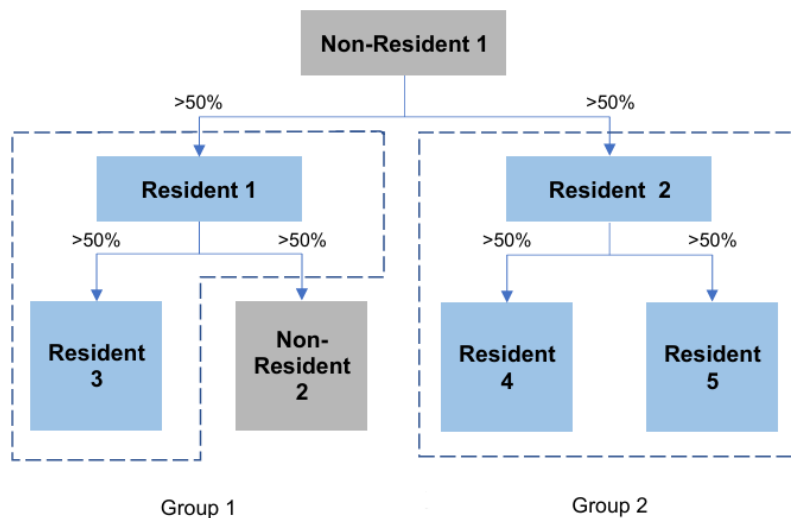 Non-Resident 1
>50%
>50%
Resident 1
Resident 2
>50%
>50%
>50%
>50%
Resident
3
Non-
Resident
2
Resident
4
Resident
5
Group 1
Group 2